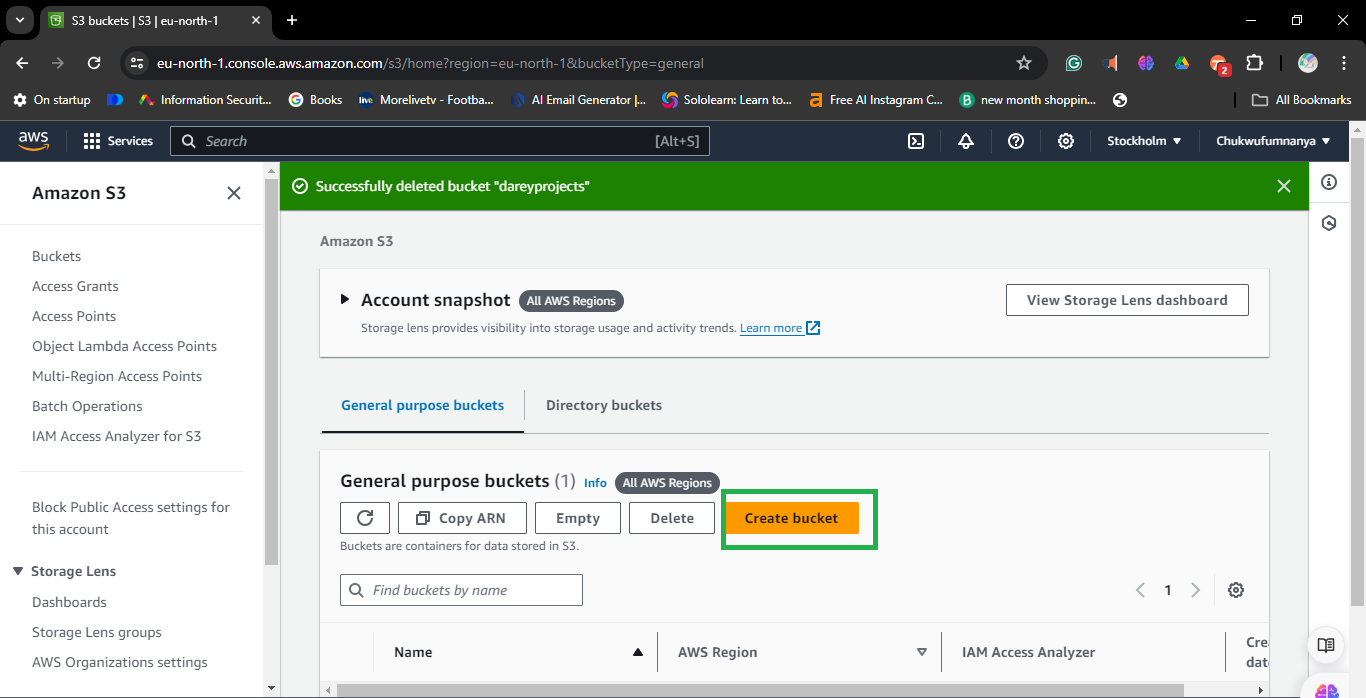 S3 buckets | S3 | eu-north-1
eu-north-1.console.aws.amazon.com/s3/home?region=eu-north-1&bucketType=general
2
On startup
Information Securit...
Books
live
Morelivetv - Footba...
AI Email Generator |...
Sololearn: Learn to...
Free AI Instagram C...
B
new month shoppin...
All Bookmarks
aws
Services
Search
[Alt+S]
Stockholm
Chukwufumnanya
Amazon S3
Buckets
Access Grants
Access Points
Object Lambda Access Points
Multi-Region Access Points
Batch Operations
IAM Access Analyzer for S3
Block Public Access settings for
this account
Storage Lens
Dashboards
Storage Lens groups
AWS Organizations settings
Successfully deleted bucket "dareyprojects"
Amazon S3
Account snapshot
All AWS Regions
View Storage Lens dashboard
Storage lens provides visibility into storage usage and activity trends. Learn more
General purpose buckets
Directory buckets
General purpose buckets (1) Info
All AWS Regions
Copy ARN
Empty
Delete
Create bucket
Buckets are containers for data stored in S3.
Find buckets by name
1
Name
AWS Region
IAM Access Analyzer